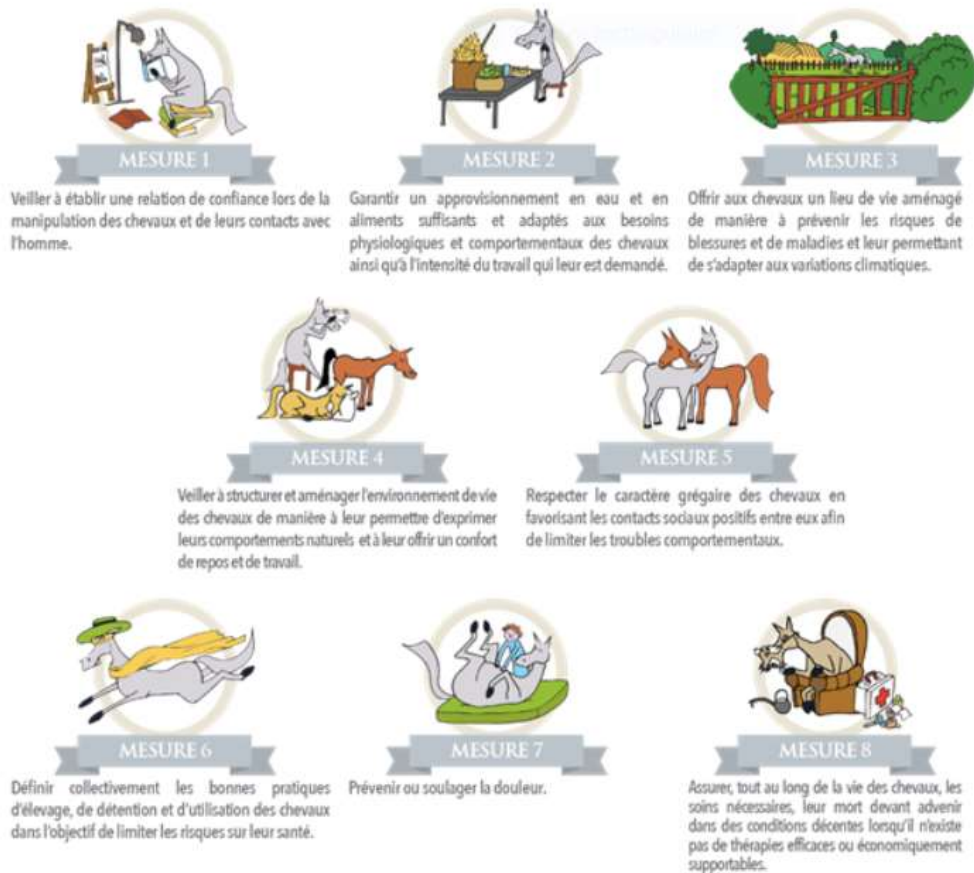 MESURE 1
Veiller à établir une relation de confiance lors de la
manipulation des chevaux et de leurs contacts avec
l'homme.
MESURE 2
Garantir un approvisionnement en eau et en
aliments suffisants et adaptés aux besoins
physiologiques et comportementaux des chevaux
ainsi qu'à l'intensité du travail qui leur est demandé.
MESURE 3
Offrir aux chevaux un lieu de vie aménagé
de manière à prévenir les risques de
blessures et de maladies et leur permettant
de s'adapter aux variations climatiques.
MESURE 4
Veiller à structurer et aménager l'environnement de vie
des chevaux de manière à leur permettre d'exprimer
leurs comportements naturels et à leur offrir un confort
de repos et de travail.
MESURE 5
Respecter le caractère grégaire des chevaux en
favorisant les contacts sociaux positifs entre eux afin
de limiter les troubles comportementaux.
MESURE 6
Définir collectivement les bonnes pratiques
d'élevage, de détention et d'utilisation des chevaux
dans l'objectif de limiter les risques sur leur santé.
MESURE 7
Prévenir ou soulager la douleur.
MESURE 8
Assurer, tout au long de la vie des chevaux, les
soins nécessaires, leur mort devant advenir
dans des conditions décentes lorsqu'il n'existe
pas de thérapies efficaces ou économiquement
supportables.